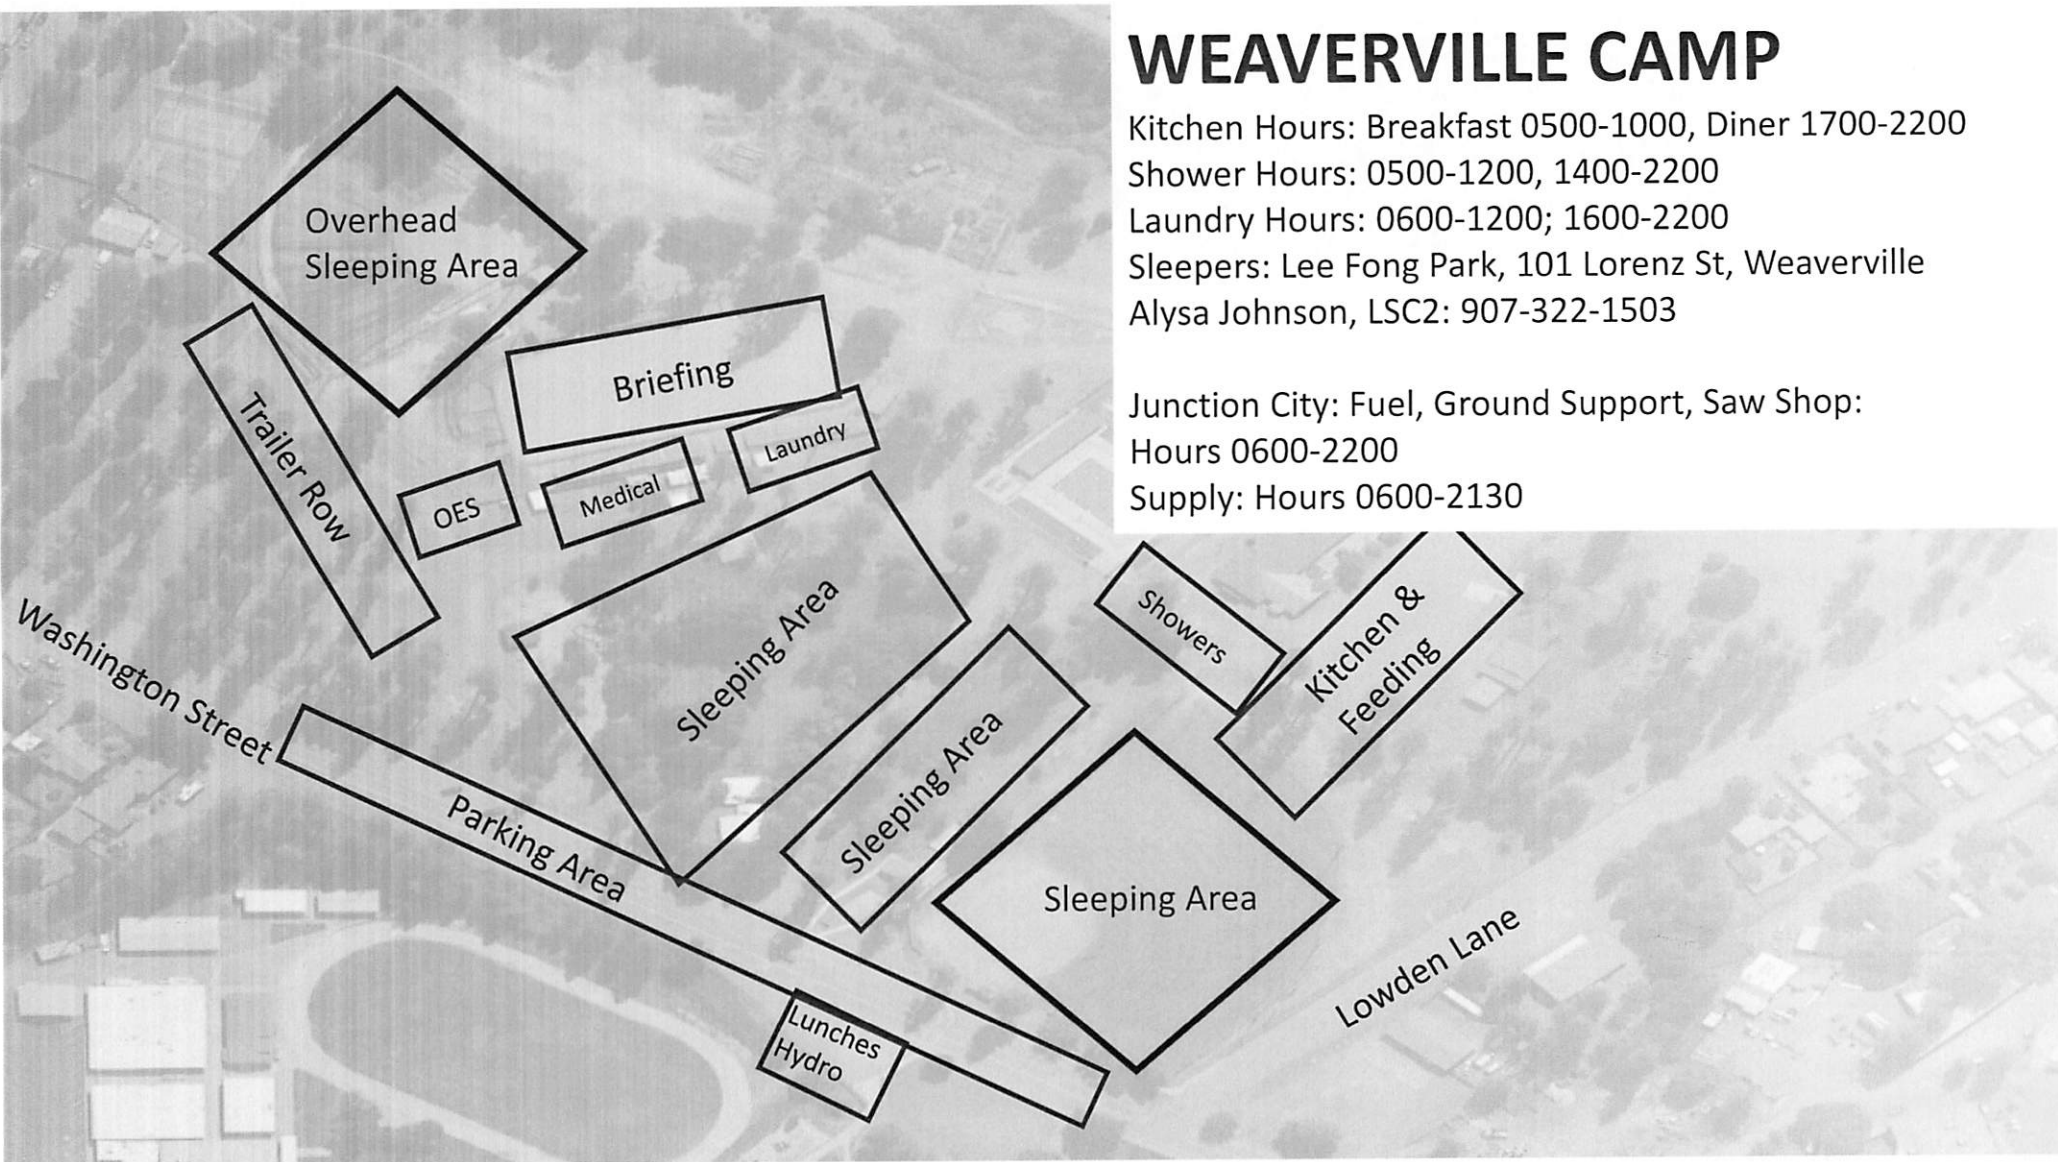 WEAVERVILLE CAMP
Kitchen Hours: Breakfast 0500-1000, Diner 1700-2200
Shower Hours: 0500-1200, 1400-2200
Laundry Hours: 0600-1200; 1600-2200
Sleepers: Lee Fong Park, 101 Lorenz St, Weaverville
Alysa Johnson, LSC2: 907-322-1503
Junction City: Fuel, Ground Support, Saw Shop:
Hours 0600-2200
Supply: Hours 0600-2130
Overhead
Sleeping Area
Trailer Row
Briefing
Laundry
Medical
OES
Sleeping Area
Showers
Kitchen &
Feeding
Washington Street
Sleeping Area
Parking Area
Sleeping Area
Lowden Lane
Lunches
Hydro